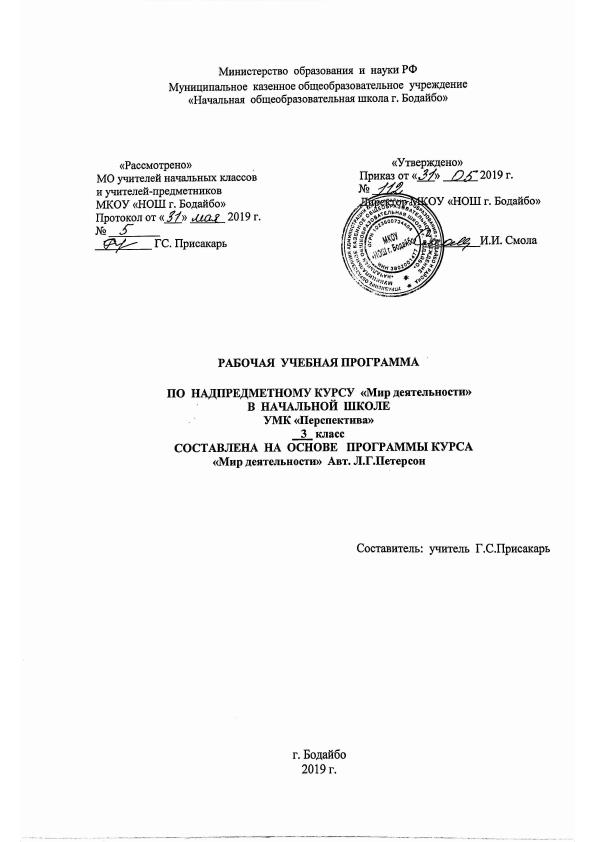 Министерство образования и науки РФ
Муниципальное казенное общеобразовательное учреждение
«Начальная общеобразовательная школа г. Бодайбо»
«Рассмотрено»
МО учителей начальных классов
и учителей-предметников
МКОУ «НОШ г. Бодайбо»
Протокол от «31» мая 2019 г.
№ 5
ГС. Присакарь
«Утверждено»
Приказ от «31» 05 2019 г.
№ 112
Директор МКОУ «НОШ г. Бодайбо»
И.И. Смола
МКОУ
«НОШ г. Бодайбо»
РАБОЧАЯ УЧЕБНАЯ ПРОГРАММА
ПО НАДПРЕДМЕТНОМУ КУРСУ «Мир деятельности»
В НАЧАЛЬНОЙ ШКОЛЕ
УМК «Перспектива»
3 класс
СОСТАВЛЕНА НА ОСНОВЕ ПРОГРАММЫ КУРСА
«Мир деятельности» Авт. Л.Г.Петерсон
Составитель: учитель Г.С.Присакарь
г. Бодайбо
2019 г.